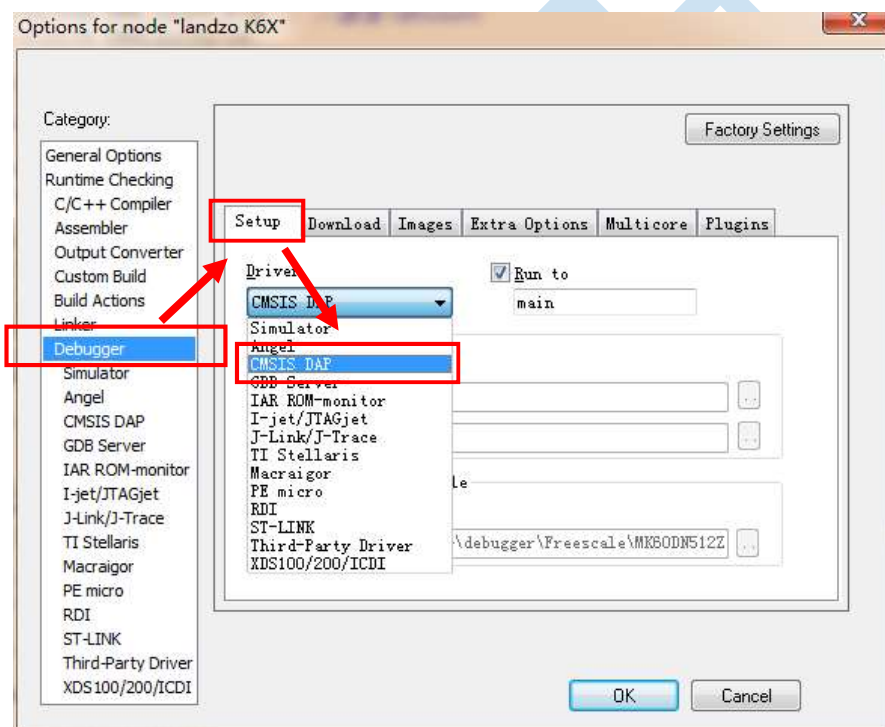 Options for node "landzo K6X"
Category:
Factory Settings
General Options
Runtime Checking
C/C++ Compiler
Assembler
Output Converter
Custom Build
Build Actions
Linker
Debugger
Simulator
Angel
CMSIS DAP
GDB Server
IAR ROM-monitor
I-jet/JTAGjet
J-Link/J-Trace
TI Stellaris
Macraigor
PE micro
RDI
ST-LINK
Third-Party Driver
XDS100/200/ICDI
Setup Download Images Extra Options Multicore Plugins
Driver
Run to
CMSIS DAP
main
Simulator
Angel
CMSIS DAP
GDB Server
IAR ROM-monitor
I-jet/JTAGjet
J-Link/J-Trace
TI Stellaris
Macraigor
PE micro
RDI
ST-LINK
Third-Party Driver
XDS100/200/ICDI
le
\debugger\Freescale\MK60DN512Z
OK Cancel